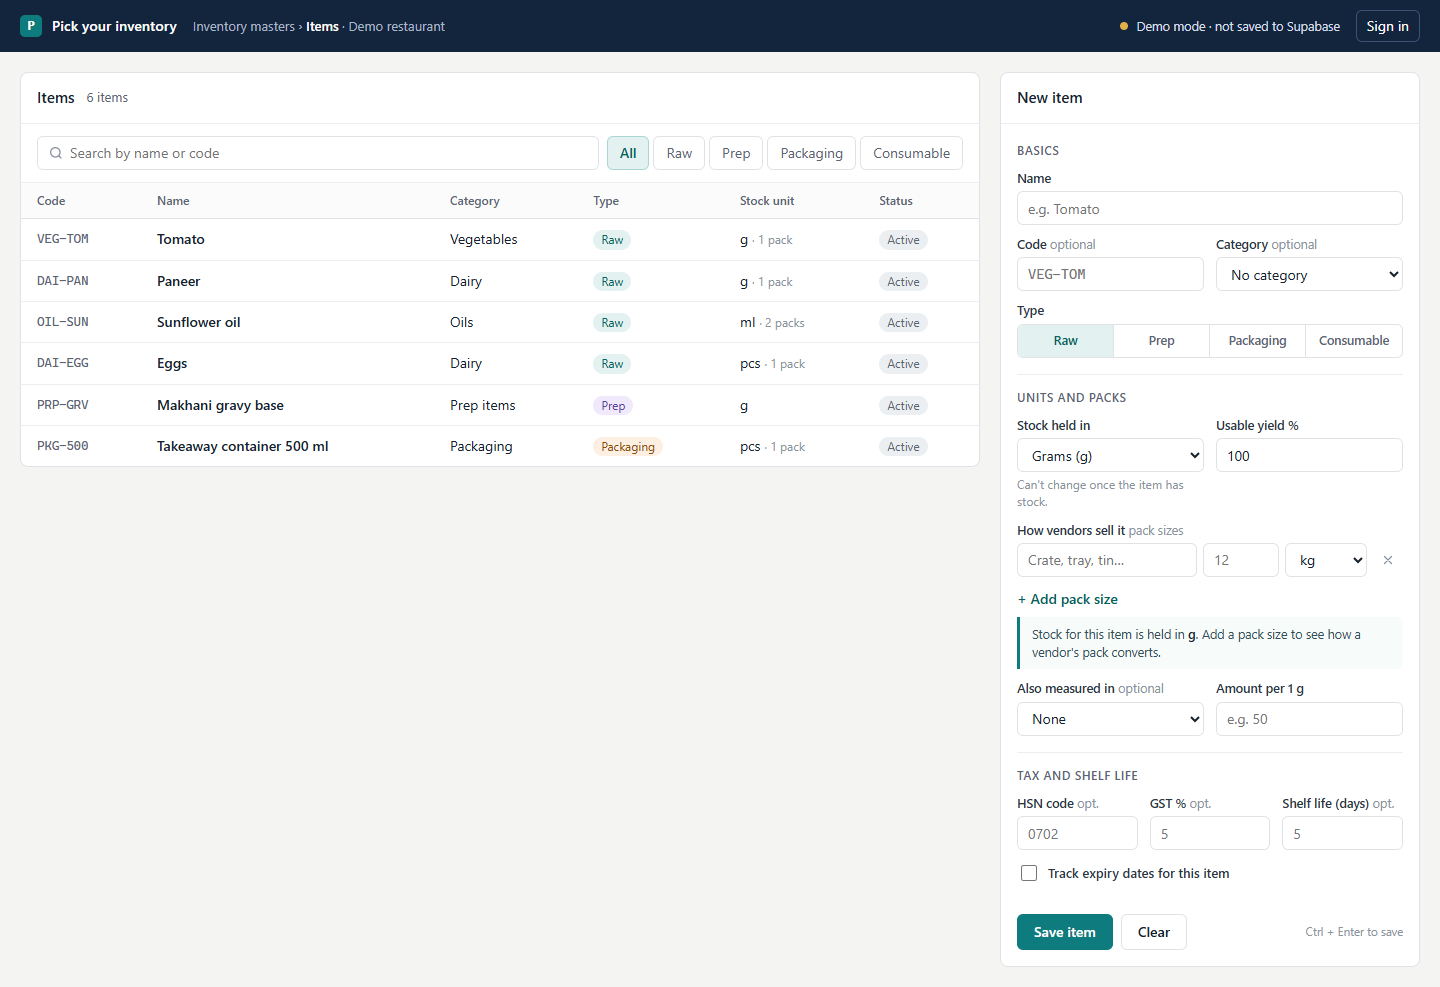 P Pick your inventory Inventory masters › Items · Demo restaurant
Demo mode · not saved to Supabase Sign in
Items 6 items
Search by name or code All Raw Prep Packaging Consumable
Code Name Category Type Stock unit Status
VEG-TOM Tomato Vegetables Raw g · 1 pack Active
DAI-PAN Paneer Dairy Raw g · 1 pack Active
OIL-SUN Sunflower oil Oils Raw ml · 2 packs Active
DAI-EGG Eggs Dairy Raw pcs · 1 pack Active
PRP-GRV Makhani gravy base Prep items Prep g Active
PKG-500 Takeaway container 500 ml Packaging Packaging pcs · 1 pack Active
New item
BASICS
Name
e.g. Tomato
Code optional Category optional
VEG-TOM No category
Type
Raw Prep Packaging Consumable
UNITS AND PACKS
Stock held in Usable yield %
Grams (g) 100
Can't change once the item has
stock.
How vendors sell it pack sizes
Crate, tray, tin... 12 kg ×
+ Add pack size
Stock for this item is held in g. Add a pack size to see how a
vendor's pack converts.
Also measured in optional Amount per 1 g
None e.g. 50
TAX AND SHELF LIFE
HSN code opt. GST % opt. Shelf life (days) opt.
0702 5 5
Track expiry dates for this item
Save item Clear Ctrl + Enter to save